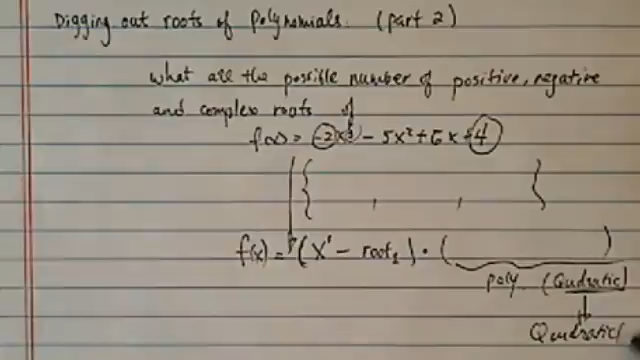 Digging out roots of Polynomials. (part 2)
What are the possible number of positive, negative
and complex roots of
f(x) = -2x³ - 5x² + 6x + 4
{ , , }
f(x) = (x' - root₁) · ( )
poly (Qudratic)
Quadratic